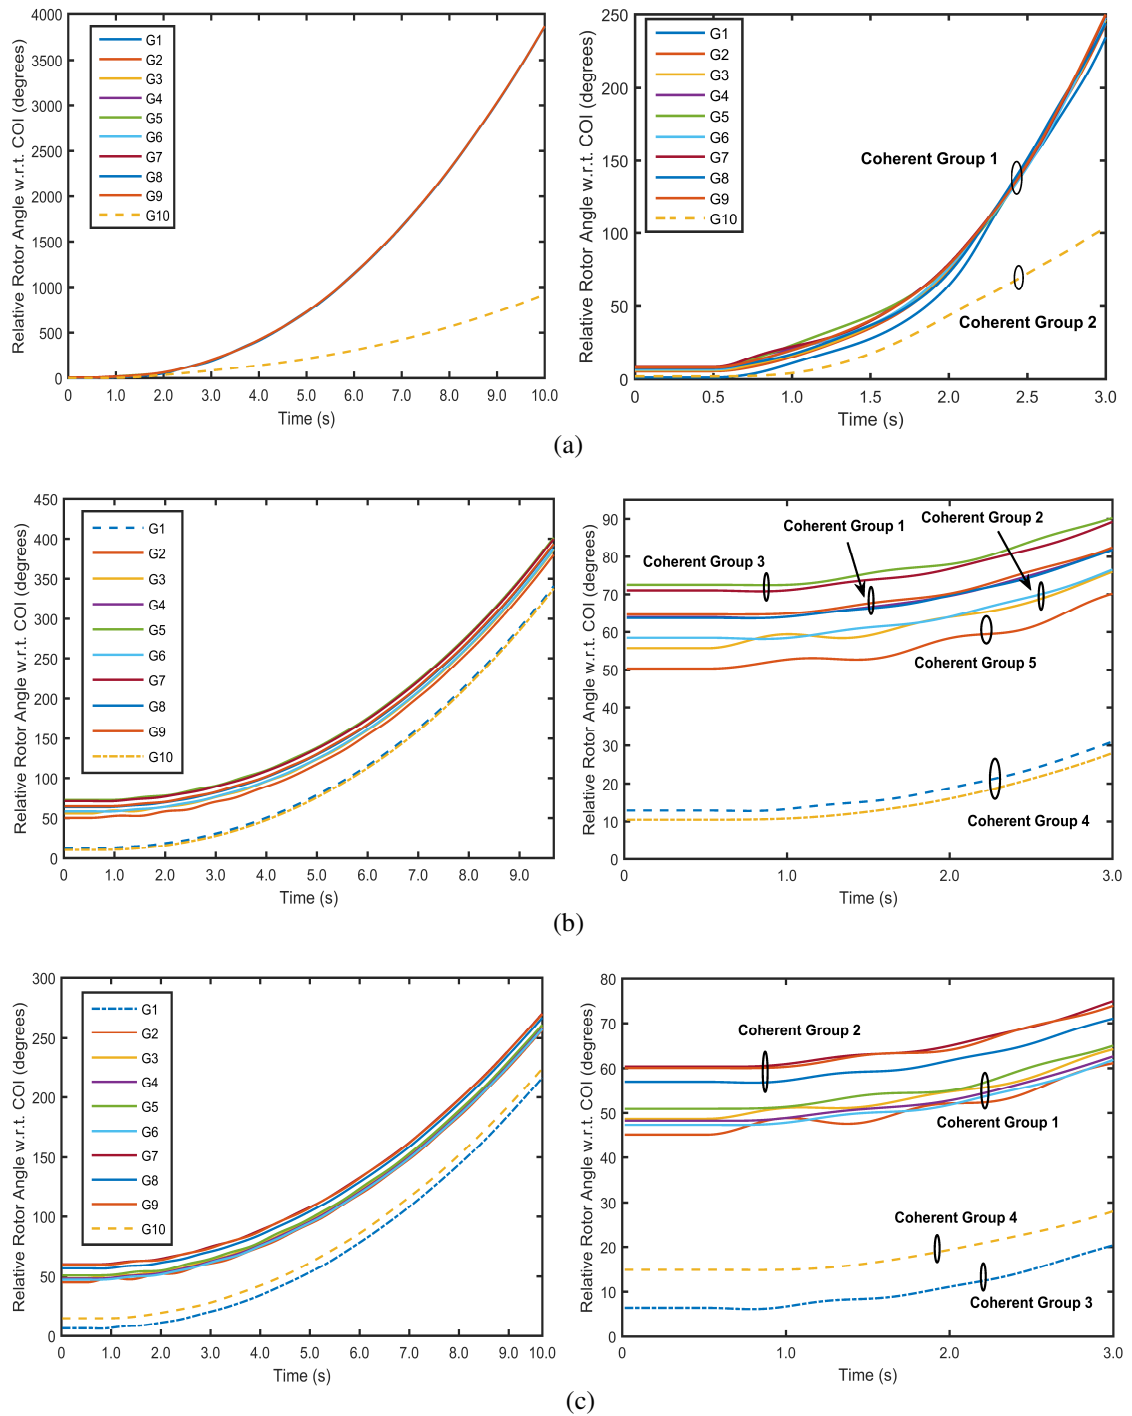 Relative Rotor Angle w.r.t. COI (degrees)
4000
3500
3000
2500
2000
1500
1000
500
0
G1
G2
G3
G4
G5
G6
G7
G8
G9
G10
0 1.0 2.0 3.0 4.0 5.0 6.0 7.0 8.0 9.0 10.0
Time (s)
Relative Rotor Angle w.r.t. COI (degrees)
250
200
150
100
50
0
G1
G2
G3
G4
G5
G6
G7
G8
G9
G10
Coherent Group 1
Coherent Group 2
0 0.5 1.0 1.5 2.0 2.5 3.0
Time (s)
(a)
Relative Rotor Angle w.r.t. COI (degrees)
450
400
350
300
250
200
150
100
50
0
G1
G2
G3
G4
G5
G6
G7
G8
G9
G10
0 1.0 2.0 3.0 4.0 5.0 6.0 7.0 8.0 9.0
Time (s)
Relative Rotor Angle w.r.t. COI (degrees)
90
80
70
60
50
40
30
20
10
0
Coherent Group 2
Coherent Group 1
Coherent Group 3
Coherent Group 5
Coherent Group 4
0 1.0 2.0 3.0
Time (s)
(b)
Relative Rotor Angle w.r.t. COI (degrees)
300
250
200
150
100
50
0
G1
G2
G3
G4
G5
G6
G7
G8
G9
G10
0 1.0 2.0 3.0 4.0 5.0 6.0 7.0 8.0 9.0 10.0
Time (s)
Relative Rotor Angle w.r.t. COI (degrees)
80
70
60
50
40
30
20
10
0
Coherent Group 2
Coherent Group 1
Coherent Group 4
Coherent Group 3
0 1.0 2.0 3.0
Time (s)
(c)